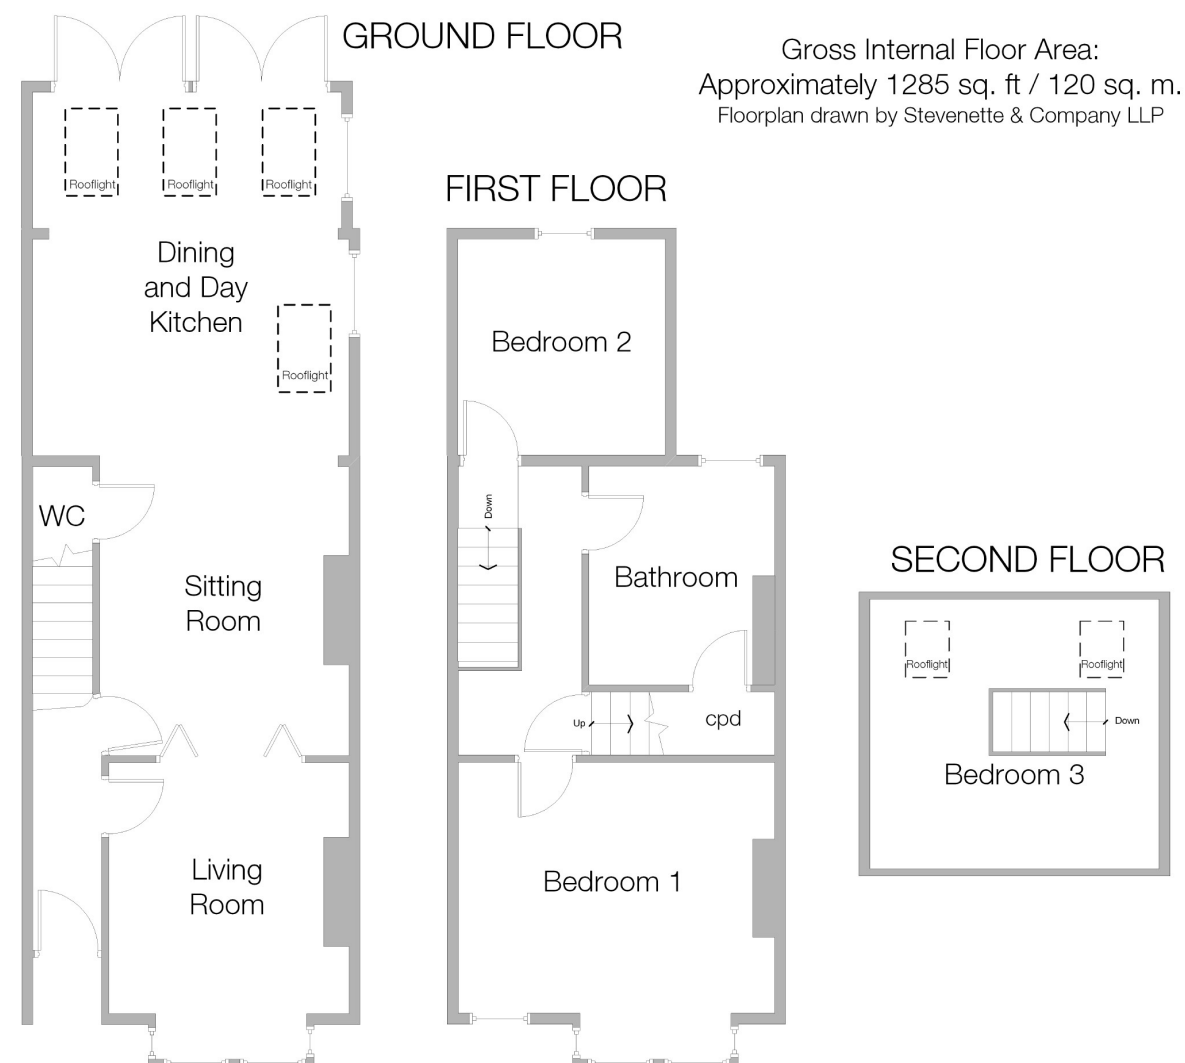 GROUND FLOOR
Gross Internal Floor Area:
Approximately 1285 sq. ft / 120 sq. m.
Floorplan drawn by Stevenette & Company LLP
Rooflight
Rooflight
Rooflight
Dining
and Day
Kitchen
Rooflight
WC
Sitting
Room
Living
Room
FIRST FLOOR
Bedroom 2
Down
Bathroom
Up
cpd
Bedroom 1
SECOND FLOOR
Rooflight
Rooflight
Down
Bedroom 3